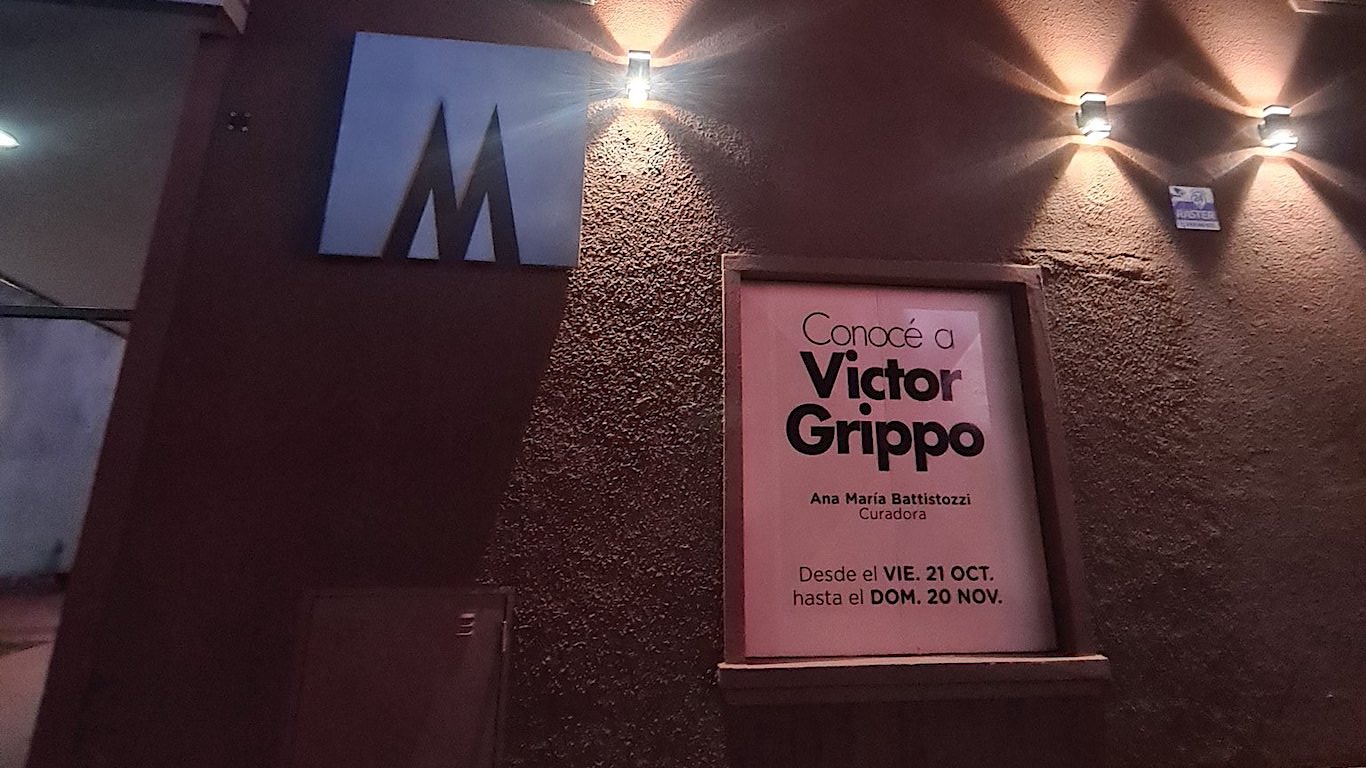 M
Conocé a
Victor
Grippo
Ana María Battistozzi
Curadora
Desde el VIE. 21 OCT.
hasta el DOM. 20 NOV.